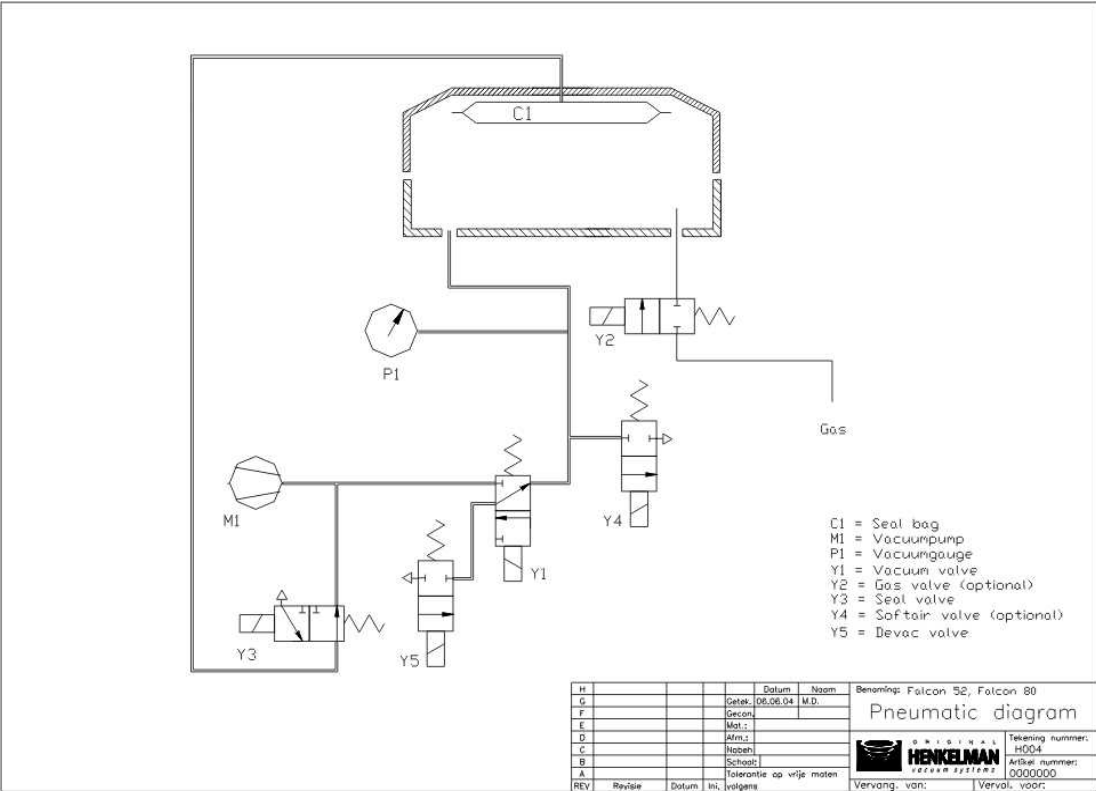 C1
Y2
P1
Gas
M1
Y4
Y1
Y5
Y3
C1 = Seal bag
M1 = Vacuumpump
P1 = Vacuumgauge
Y1 = Vacuum valve
Y2 = Gas valve (optional)
Y3 = Seal valve
Y4 = Softair valve (optional)
Y5 = Devac valve
H Datum Naam
G Getek. 06.06.04 M.D.
F Gecon.
E Mat.:
D Afm.:
C Nabeh.
B Schaal:
A Tolerantie op vrije maten
REV Revisie Datum Ini. volgens
Benaming: Falcon 52, Falcon 80
Pneumatic diagram
ORIGINAL
HENKELMAN
vacuum systems
Tekening nummer:
H004
Artikel nummer:
0000000
Vervang. van: Verval. voor: